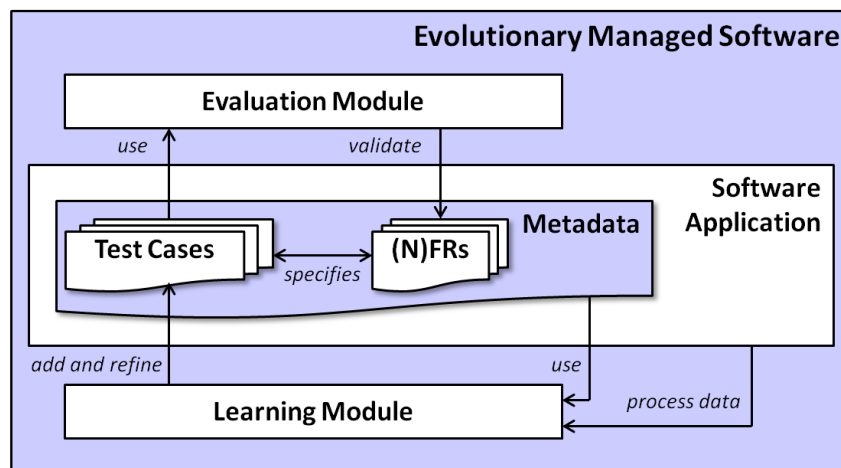 Evolutionary Managed Software
Evaluation Module
use
validate
Software
Application
Metadata
Test Cases
(N)FRs
specifies
add and refine
use
process data
Learning Module